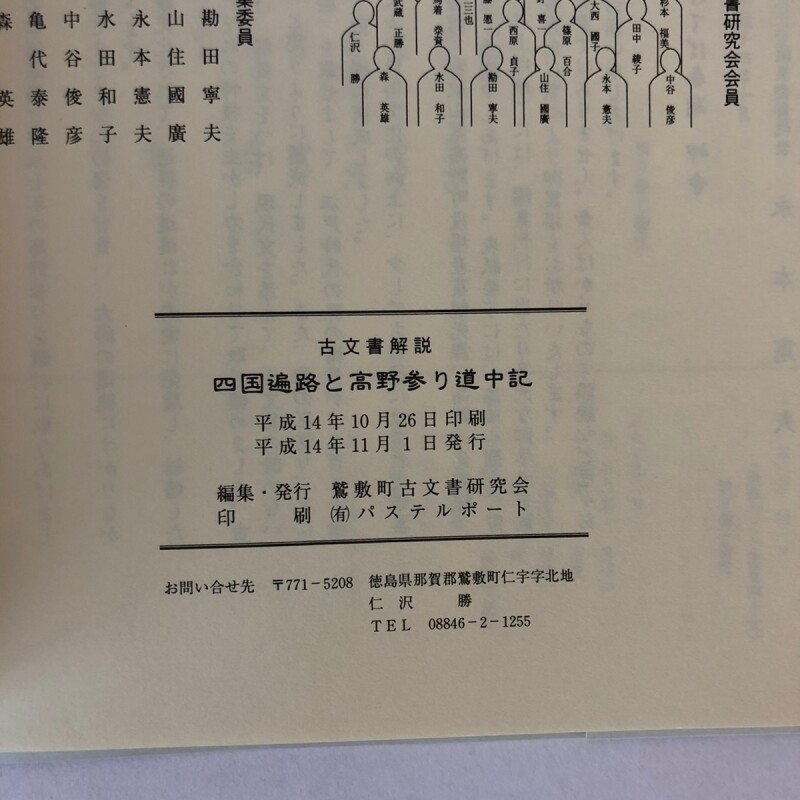 書研究会会員
杉本 福美
田中 綾子
大西 國子
篠原 百合
西原 貞子
武蔵 正勝
仁沢 勝
中谷 俊彦
永本 憲夫
山住 國廣
勘田 寧夫
水田 和子
森 英雄
集委員
勘田 寧夫
山住 國廣
永本 憲夫
水田 和子
中谷 俊彦
亀代 泰隆
森 英雄
古文書解説
四国遍路と高野参り道中記
平成14年10月26日印刷
平成14年11月1日発行
編集・発行 鷲敷町古文書研究会
印刷 ㈲パステルポート
お問い合せ先 〒771-5208 徳島県那賀郡鷲敷町仁宇字北地
仁沢 勝
TEL 08846-2-1255